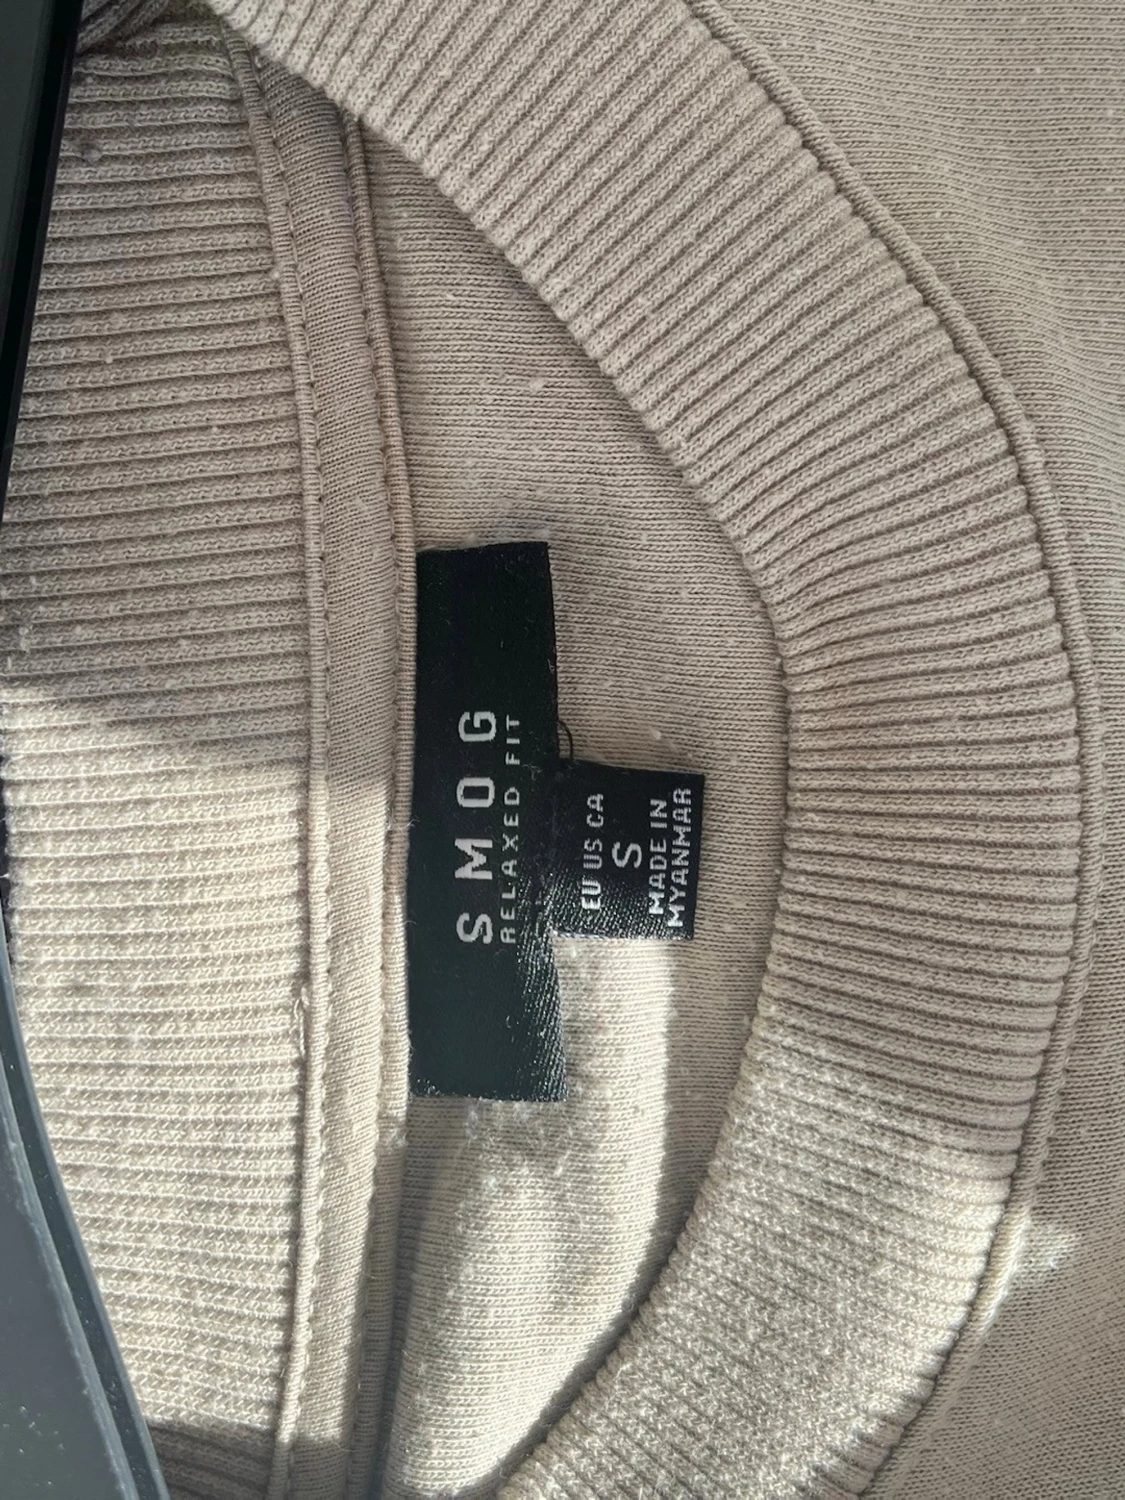 SMOG
RELAXED FIT
EU US CA
S
MADE IN
MYANMAR